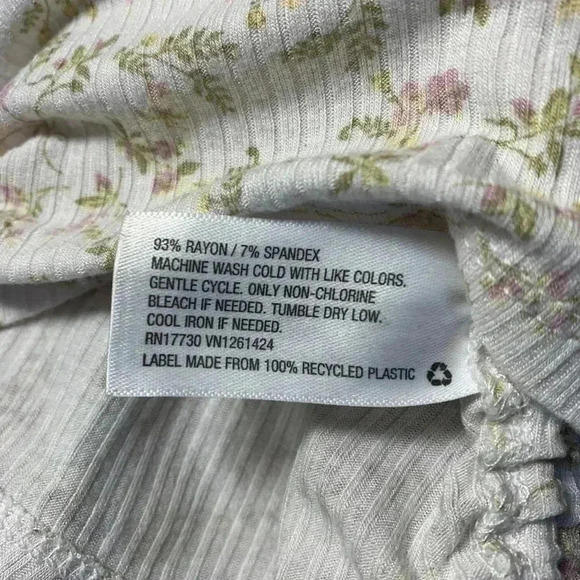 93% RAYON / 7% SPANDEX
MACHINE WASH COLD WITH LIKE COLORS.
GENTLE CYCLE. ONLY NON-CHLORINE
BLEACH IF NEEDED. TUMBLE DRY LOW.
COOL IRON IF NEEDED.
RN17730 VN1261424
LABEL MADE FROM 100% RECYCLED PLASTIC